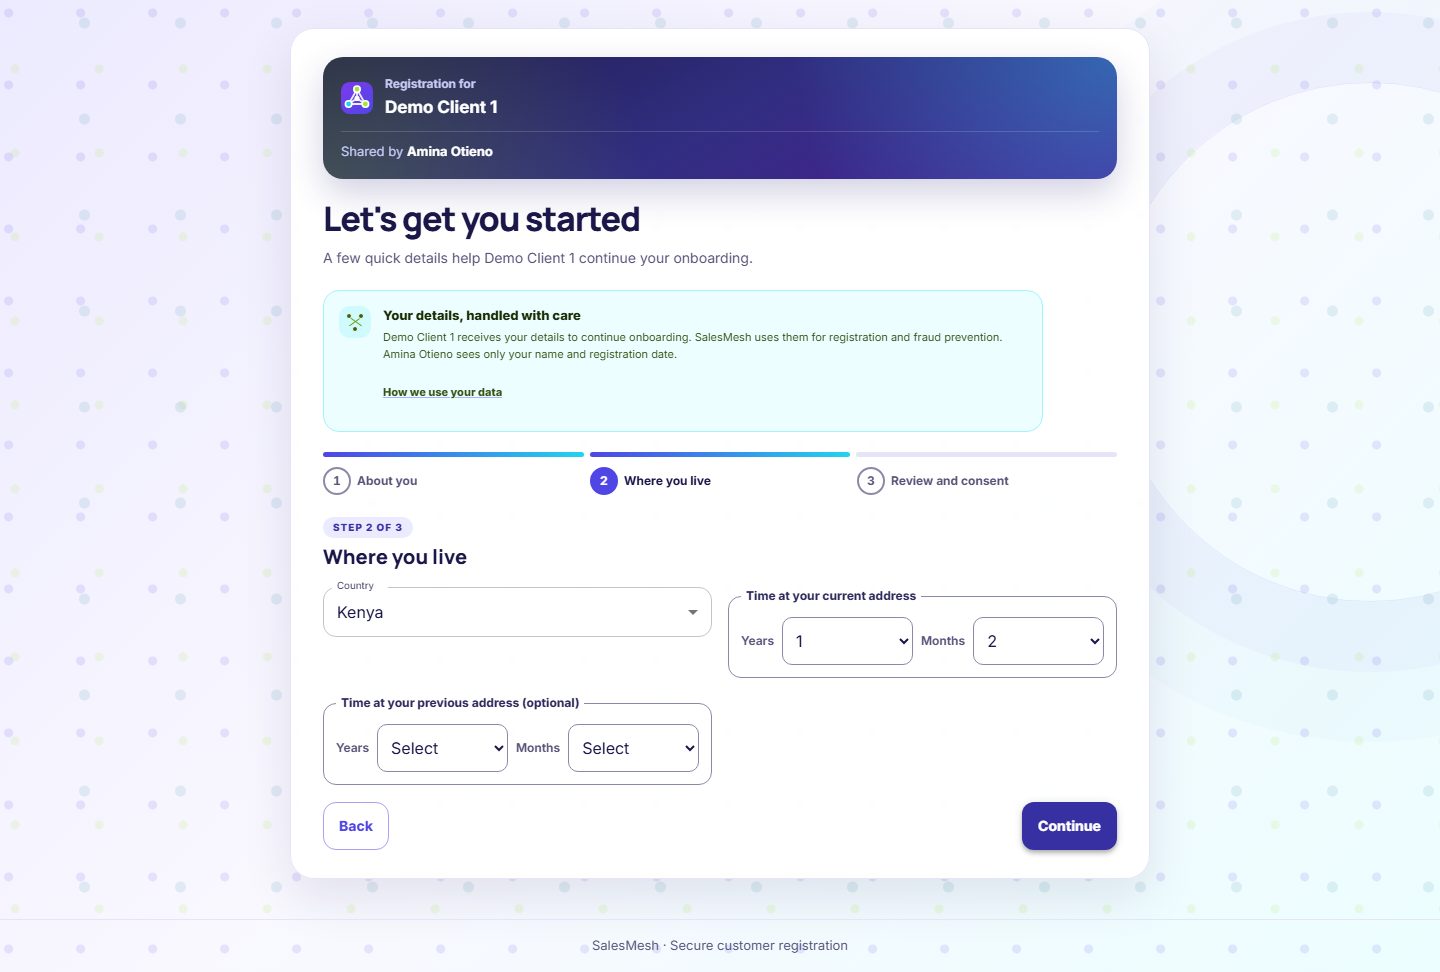 Registration for
Demo Client 1
Shared by Amina Otieno
Let's get you started
A few quick details help Demo Client 1 continue your onboarding.
Your details, handled with care
Demo Client 1 receives your details to continue onboarding. SalesMesh uses them for registration and fraud prevention.
Amina Otieno sees only your name and registration date.
How we use your data
1 About you
2 Where you live
3 Review and consent
STEP 2 OF 3
Where you live
Country
Kenya
Time at your current address
Years 1 Months 2
Time at your previous address (optional)
Years Select Months Select
Back
Continue
SalesMesh · Secure customer registration